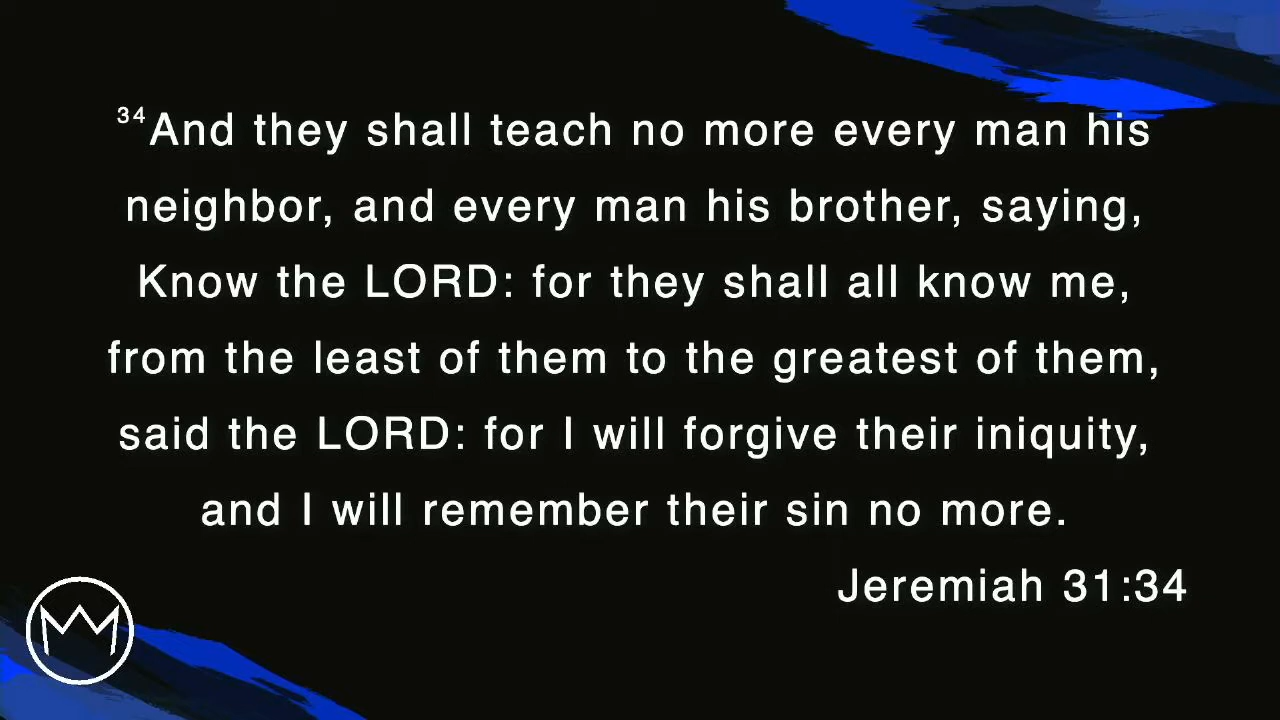 34And they shall teach no more every man his
neighbor, and every man his brother, saying,
Know the LORD: for they shall all know me,
from the least of them to the greatest of them,
said the LORD: for I will forgive their iniquity,
and I will remember their sin no more.
Jeremiah 31:34